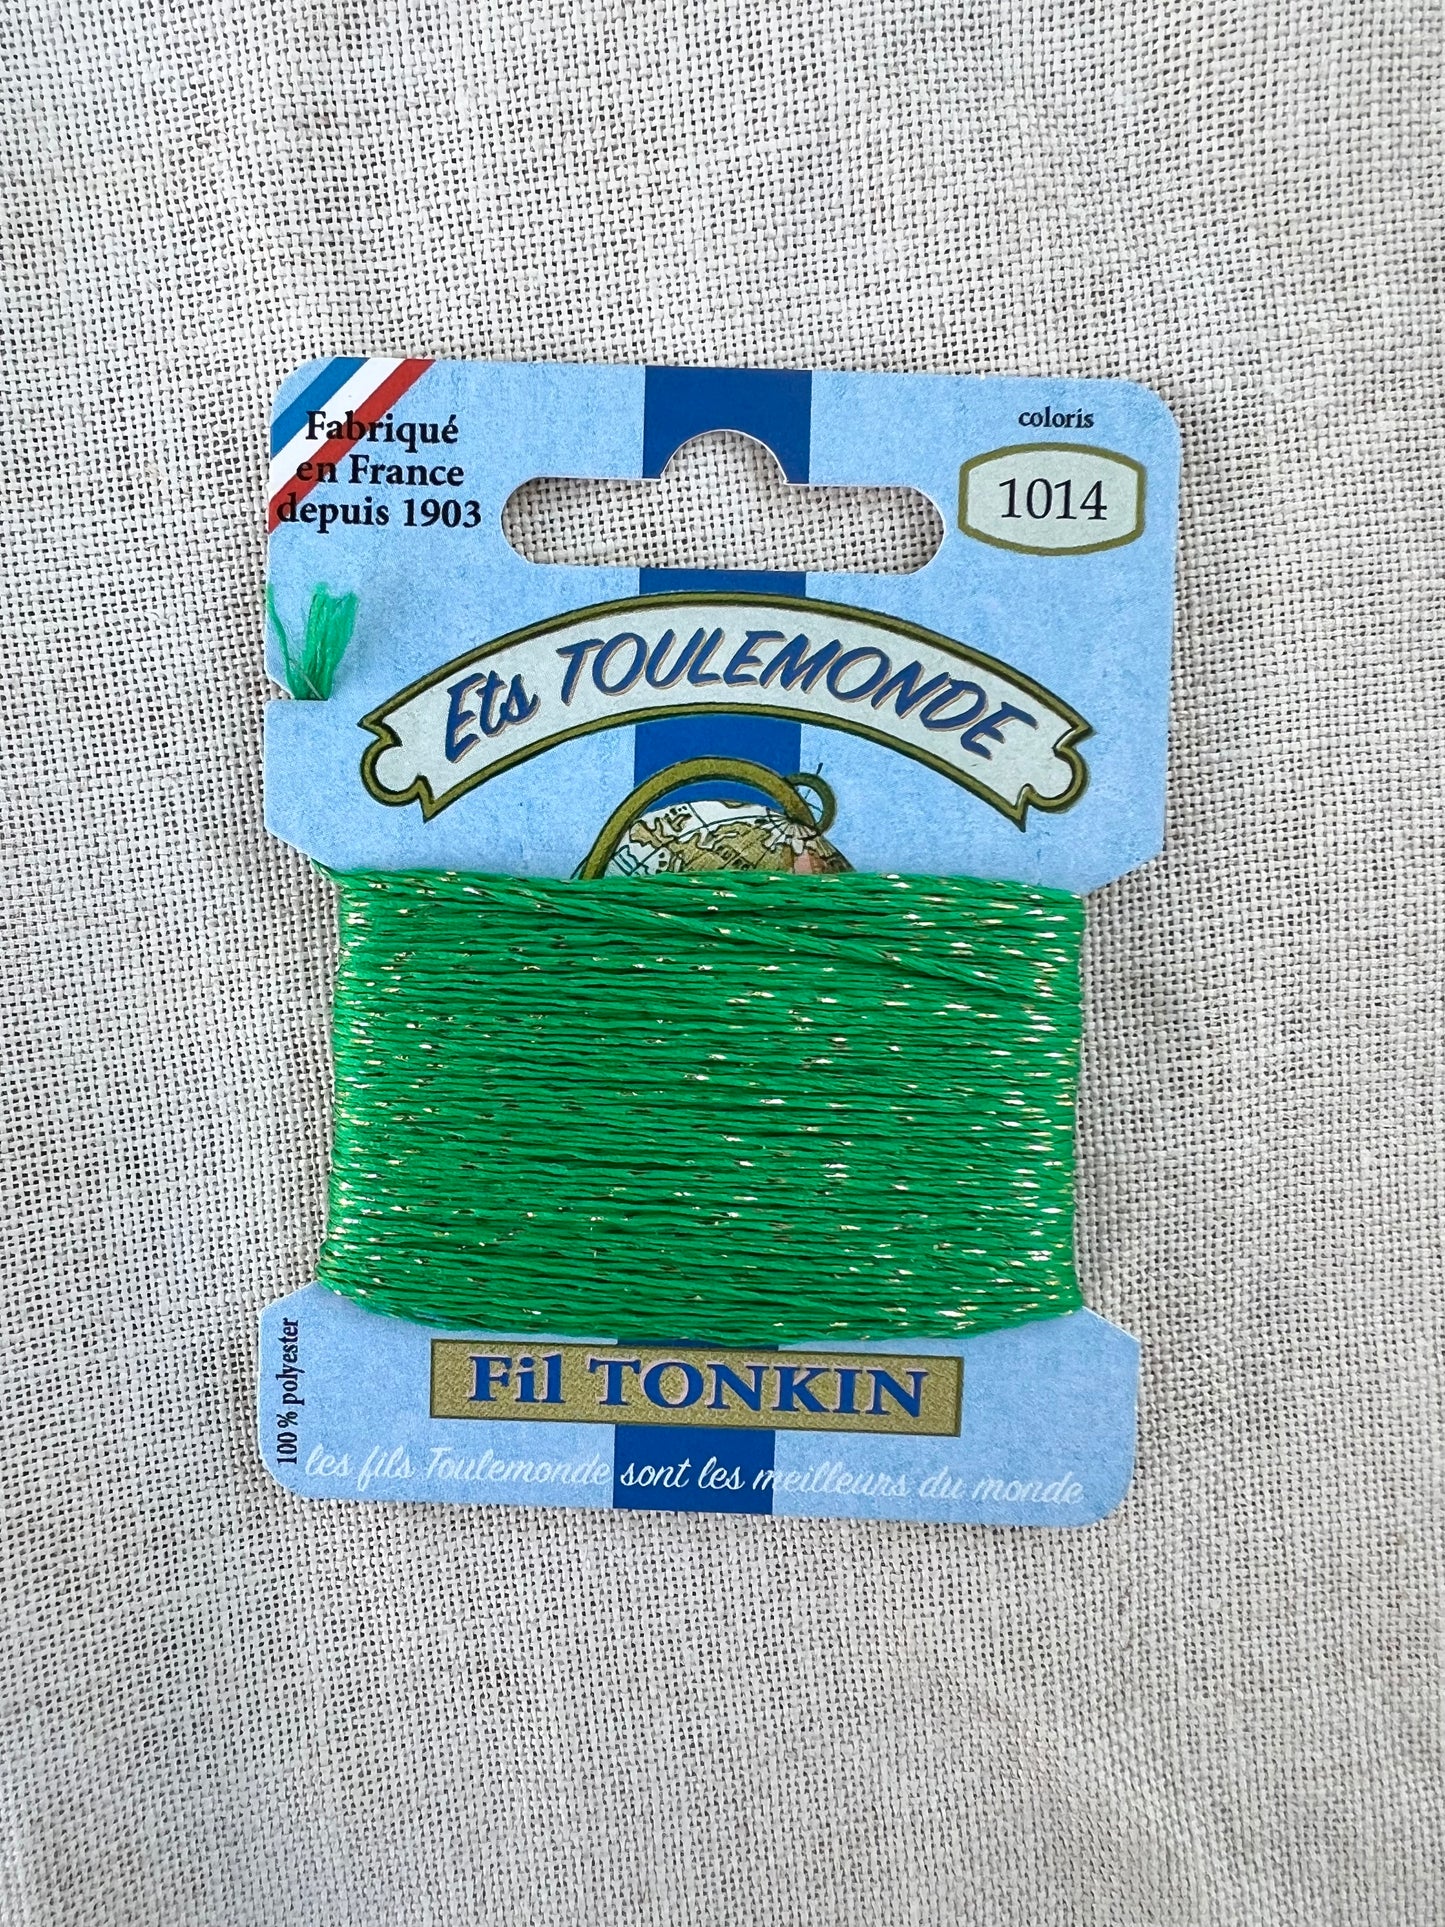 Fabriqué
en France
depuis 1903
coloris
1014
Ets TOULEMONDE
Fil TONKIN
100% polyester
les fils Toulemonde sont les meilleurs du monde